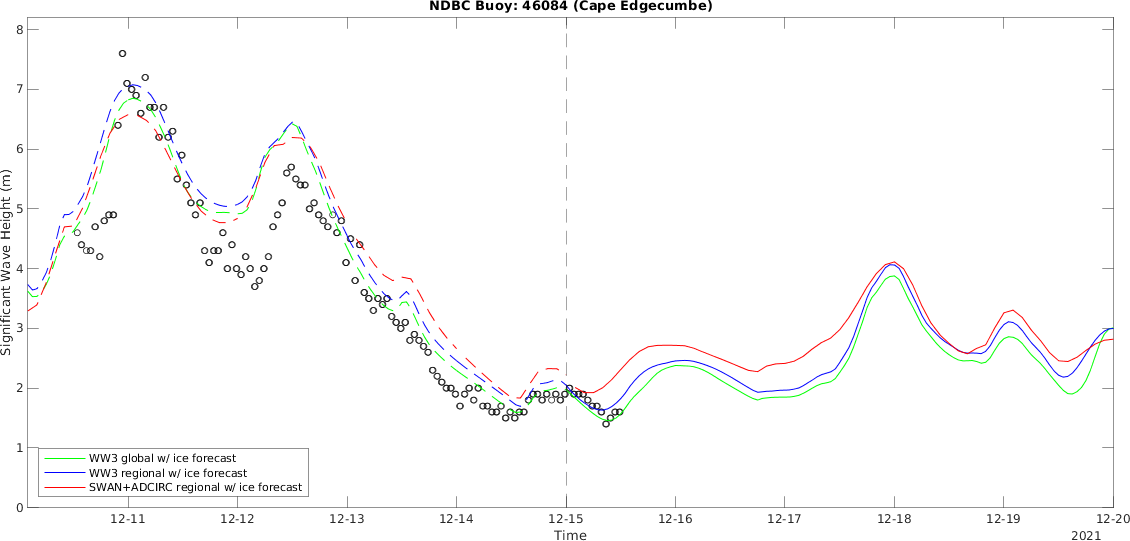 NDBC Buoy: 46084 (Cape Edgecumbe)
8
7
6
5
4
3
2
1
0
Significant Wave Height (m)
WW3 global w/ ice forecast
WW3 regional w/ ice forecast
SWAN+ADCIRC regional w/ ice forecast
12-11 12-12 12-13 12-14 12-15 12-16 12-17 12-18 12-19 12-20
Time
2021